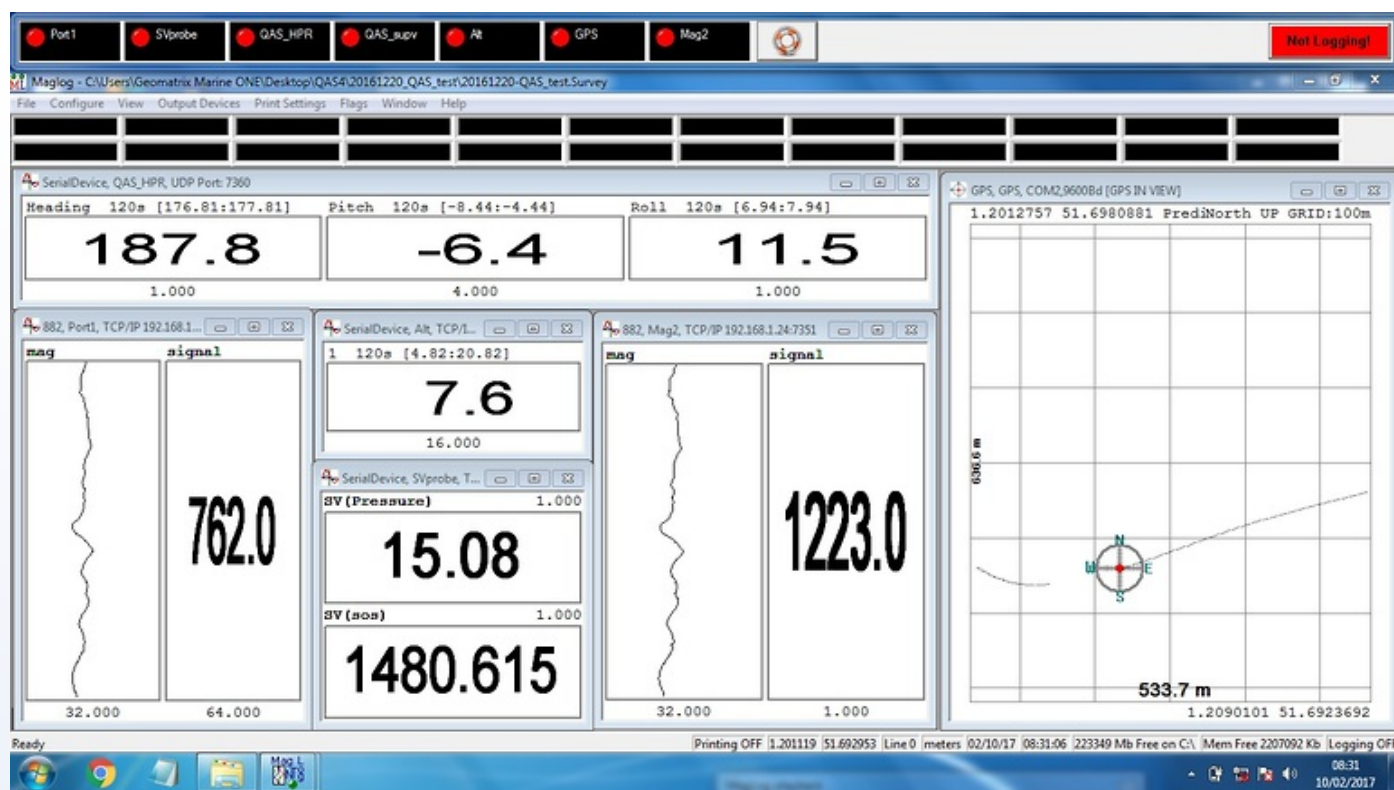 Port1 SVprobe QAS_HPR QAS_supv Alt GPS Mag2 Not Logging!
Maglog - C:\Users\Geomatrix Marine ONE\Desktop\QAS4\20161220_QAS_test\20161220-QAS_test.Survey
File Configure View Output Devices Print Settings Flags Window Help
SerialDevice, QAS_HPR, UDP Port: 7360
Heading 120s [176.81:177.81] Pitch 120s [-8.44:-4.44] Roll 120s [6.94:7.94]
187.8 -6.4 11.5
1.000 4.000 1.000
882, Port1, TCP/IP 192.168.1...
mag signal
762.0
32.000 64.000
SerialDevice, Alt, TCP/I...
1 120s [4.82:20.82]
7.6
16.000
SerialDevice, SVprobe, T...
SV(Pressure) 1.000
15.08
SV(sos) 1.000
1480.615
882, Mag2, TCP/IP 192.168.1.24:7351
mag signal
1223.0
32.000 1.000
GPS, GPS, COM2,9600Bd [GPS IN VIEW]
1.2012757 51.6980881 PrediNorth UP GRID:100m
636.6 m
N
W E
S
533.7 m
1.2090101 51.6923692
Ready Printing OFF 1.201119 51.692953 Line 0 meters 02/10/17 08:31:06 223349 Mb Free on C:\ Mem Free 2207092 Kb Logging OFF
Mag L
08:31
10/02/2017